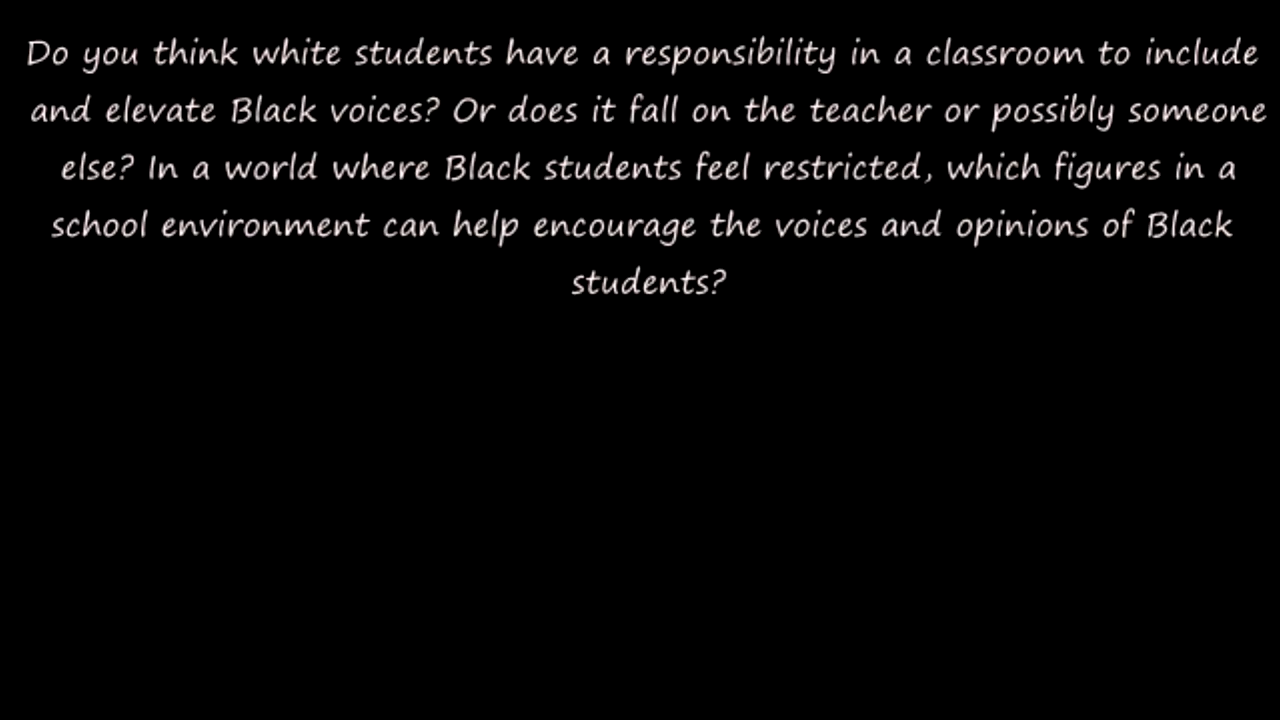 Do you think white students have a responsibility in a classroom to include
and elevate Black voices? Or does it fall on the teacher or possibly someone
else? In a world where Black students feel restricted, which figures in a
school environment can help encourage the voices and opinions of Black
students?